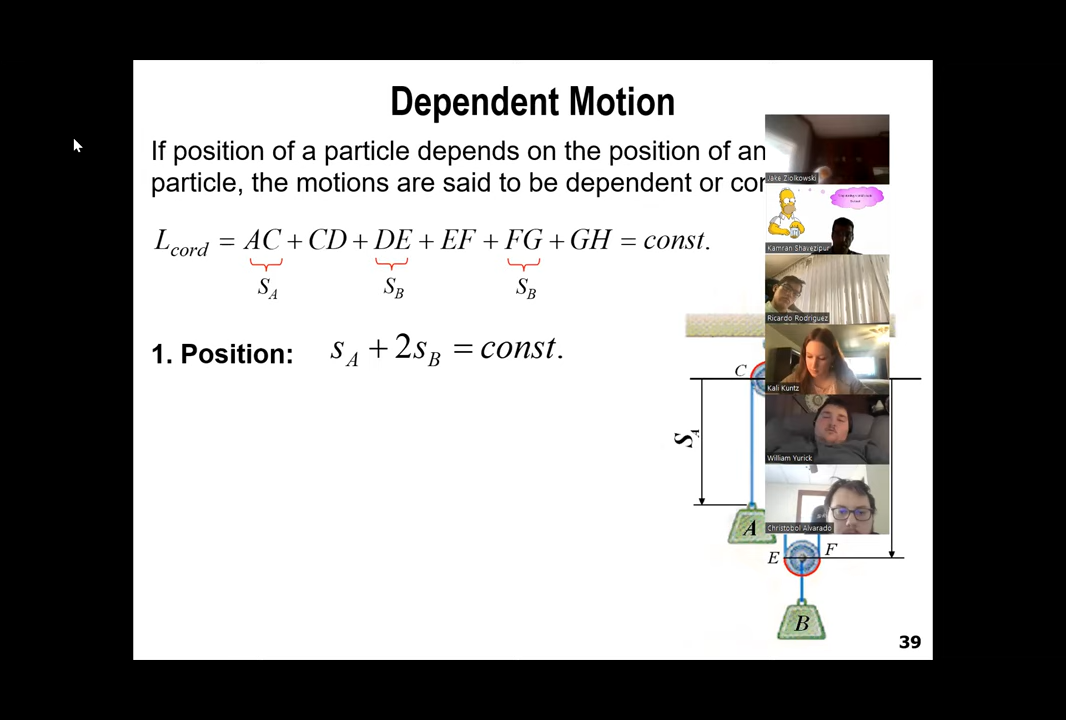 Dependent Motion
If position of a particle depends on the position of an
particle, the motions are said to be dependent or cor
L_cord = AC + CD + DE + EF + FG + GH = const.
s_A s_B s_B
1. Position: s_A + 2s_B = const.
Jake Ziolkowski
Kamran Shavezipur
Ricardo Rodriguez
Kali Kuntz
William Yurick
Christobol Alvarado
C
S_A
A
E F
B
39